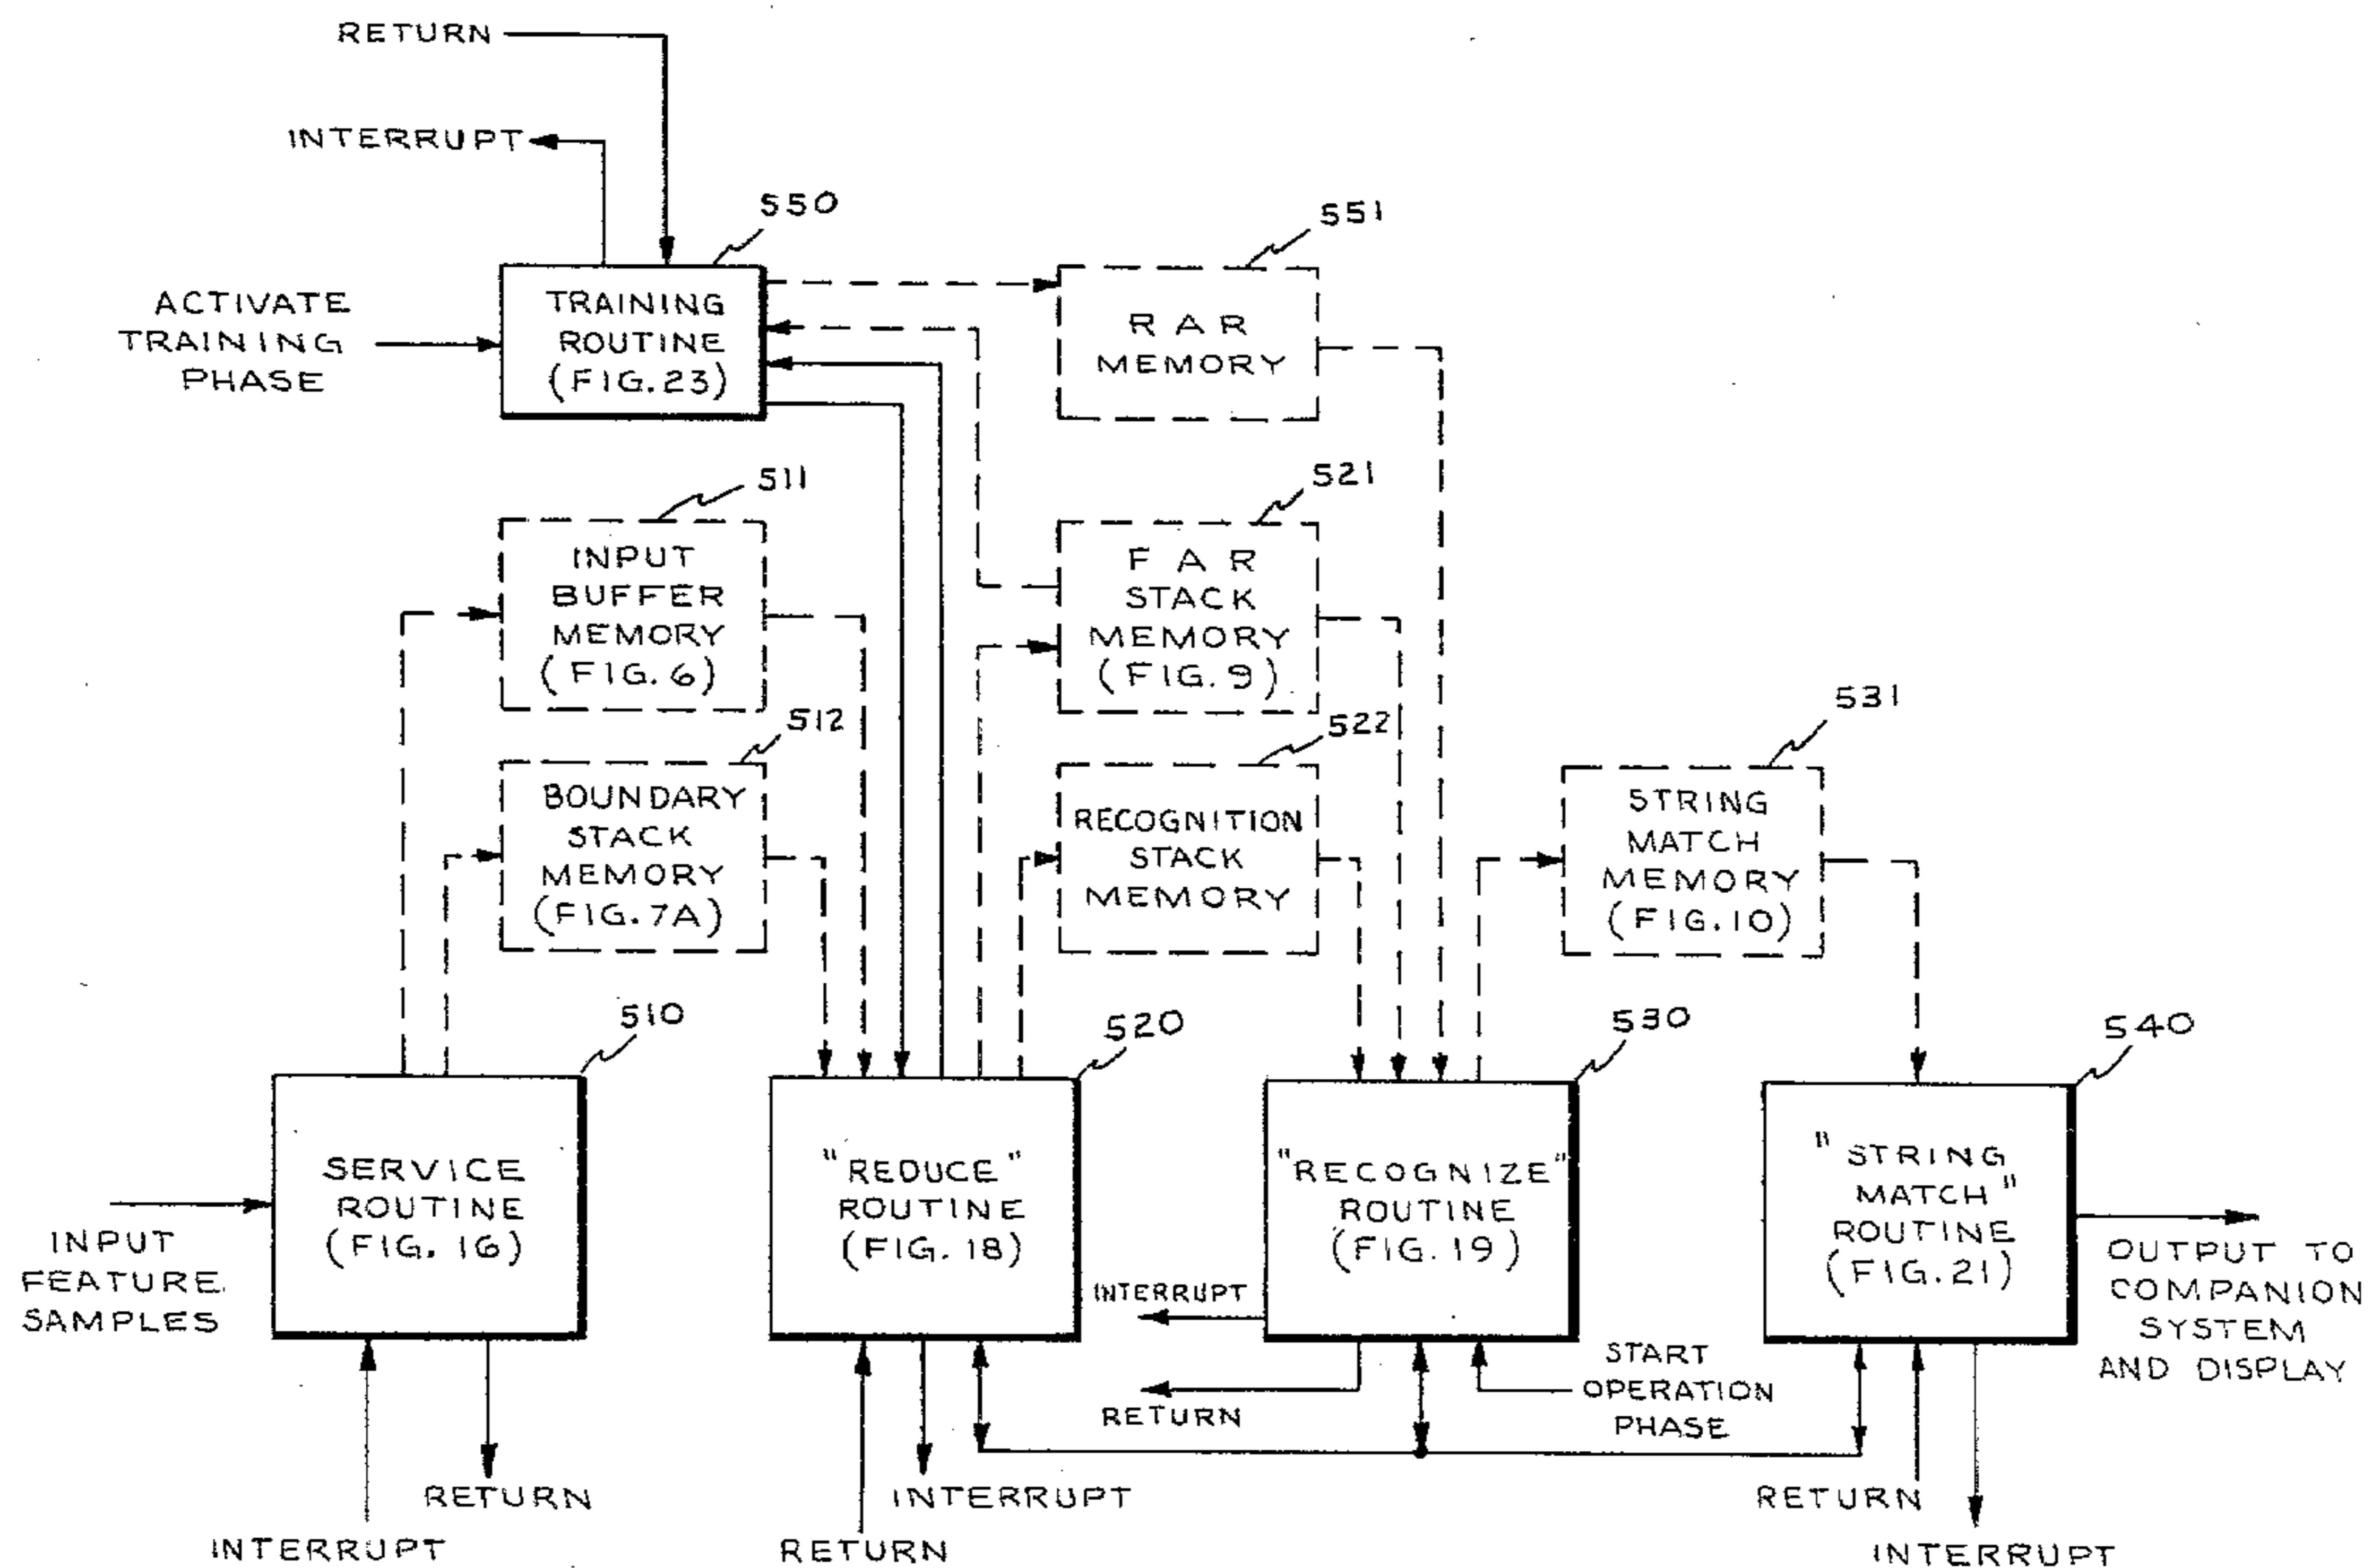 RETURN
INTERRUPT
550
551
ACTIVATE
TRAINING
PHASE
TRAINING
ROUTINE
(FIG.23)
RAR
MEMORY
511
521
INPUT
BUFFER
MEMORY
(FIG. 6)
FAR
STACK
MEMORY
(FIG. 9)
512
522
531
BOUNDARY
STACK
MEMORY
(FIG. 7A)
RECOGNITION
STACK
MEMORY
STRING
MATCH
MEMORY
(FIG. 10)
510
520
530
540
INPUT
FEATURE
SAMPLES
SERVICE
ROUTINE
(FIG. 16)
"REDUCE"
ROUTINE
(FIG. 18)
"RECOGNIZE"
ROUTINE
(FIG. 19)
"STRING
MATCH"
ROUTINE
(FIG. 21)
OUTPUT TO
COMPANION
SYSTEM
AND DISPLAY
INTERRUPT
RETURN
START
OPERATION
PHASE
RETURN
INTERRUPT
INTERRUPT
RETURN
RETURN
INTERRUPT